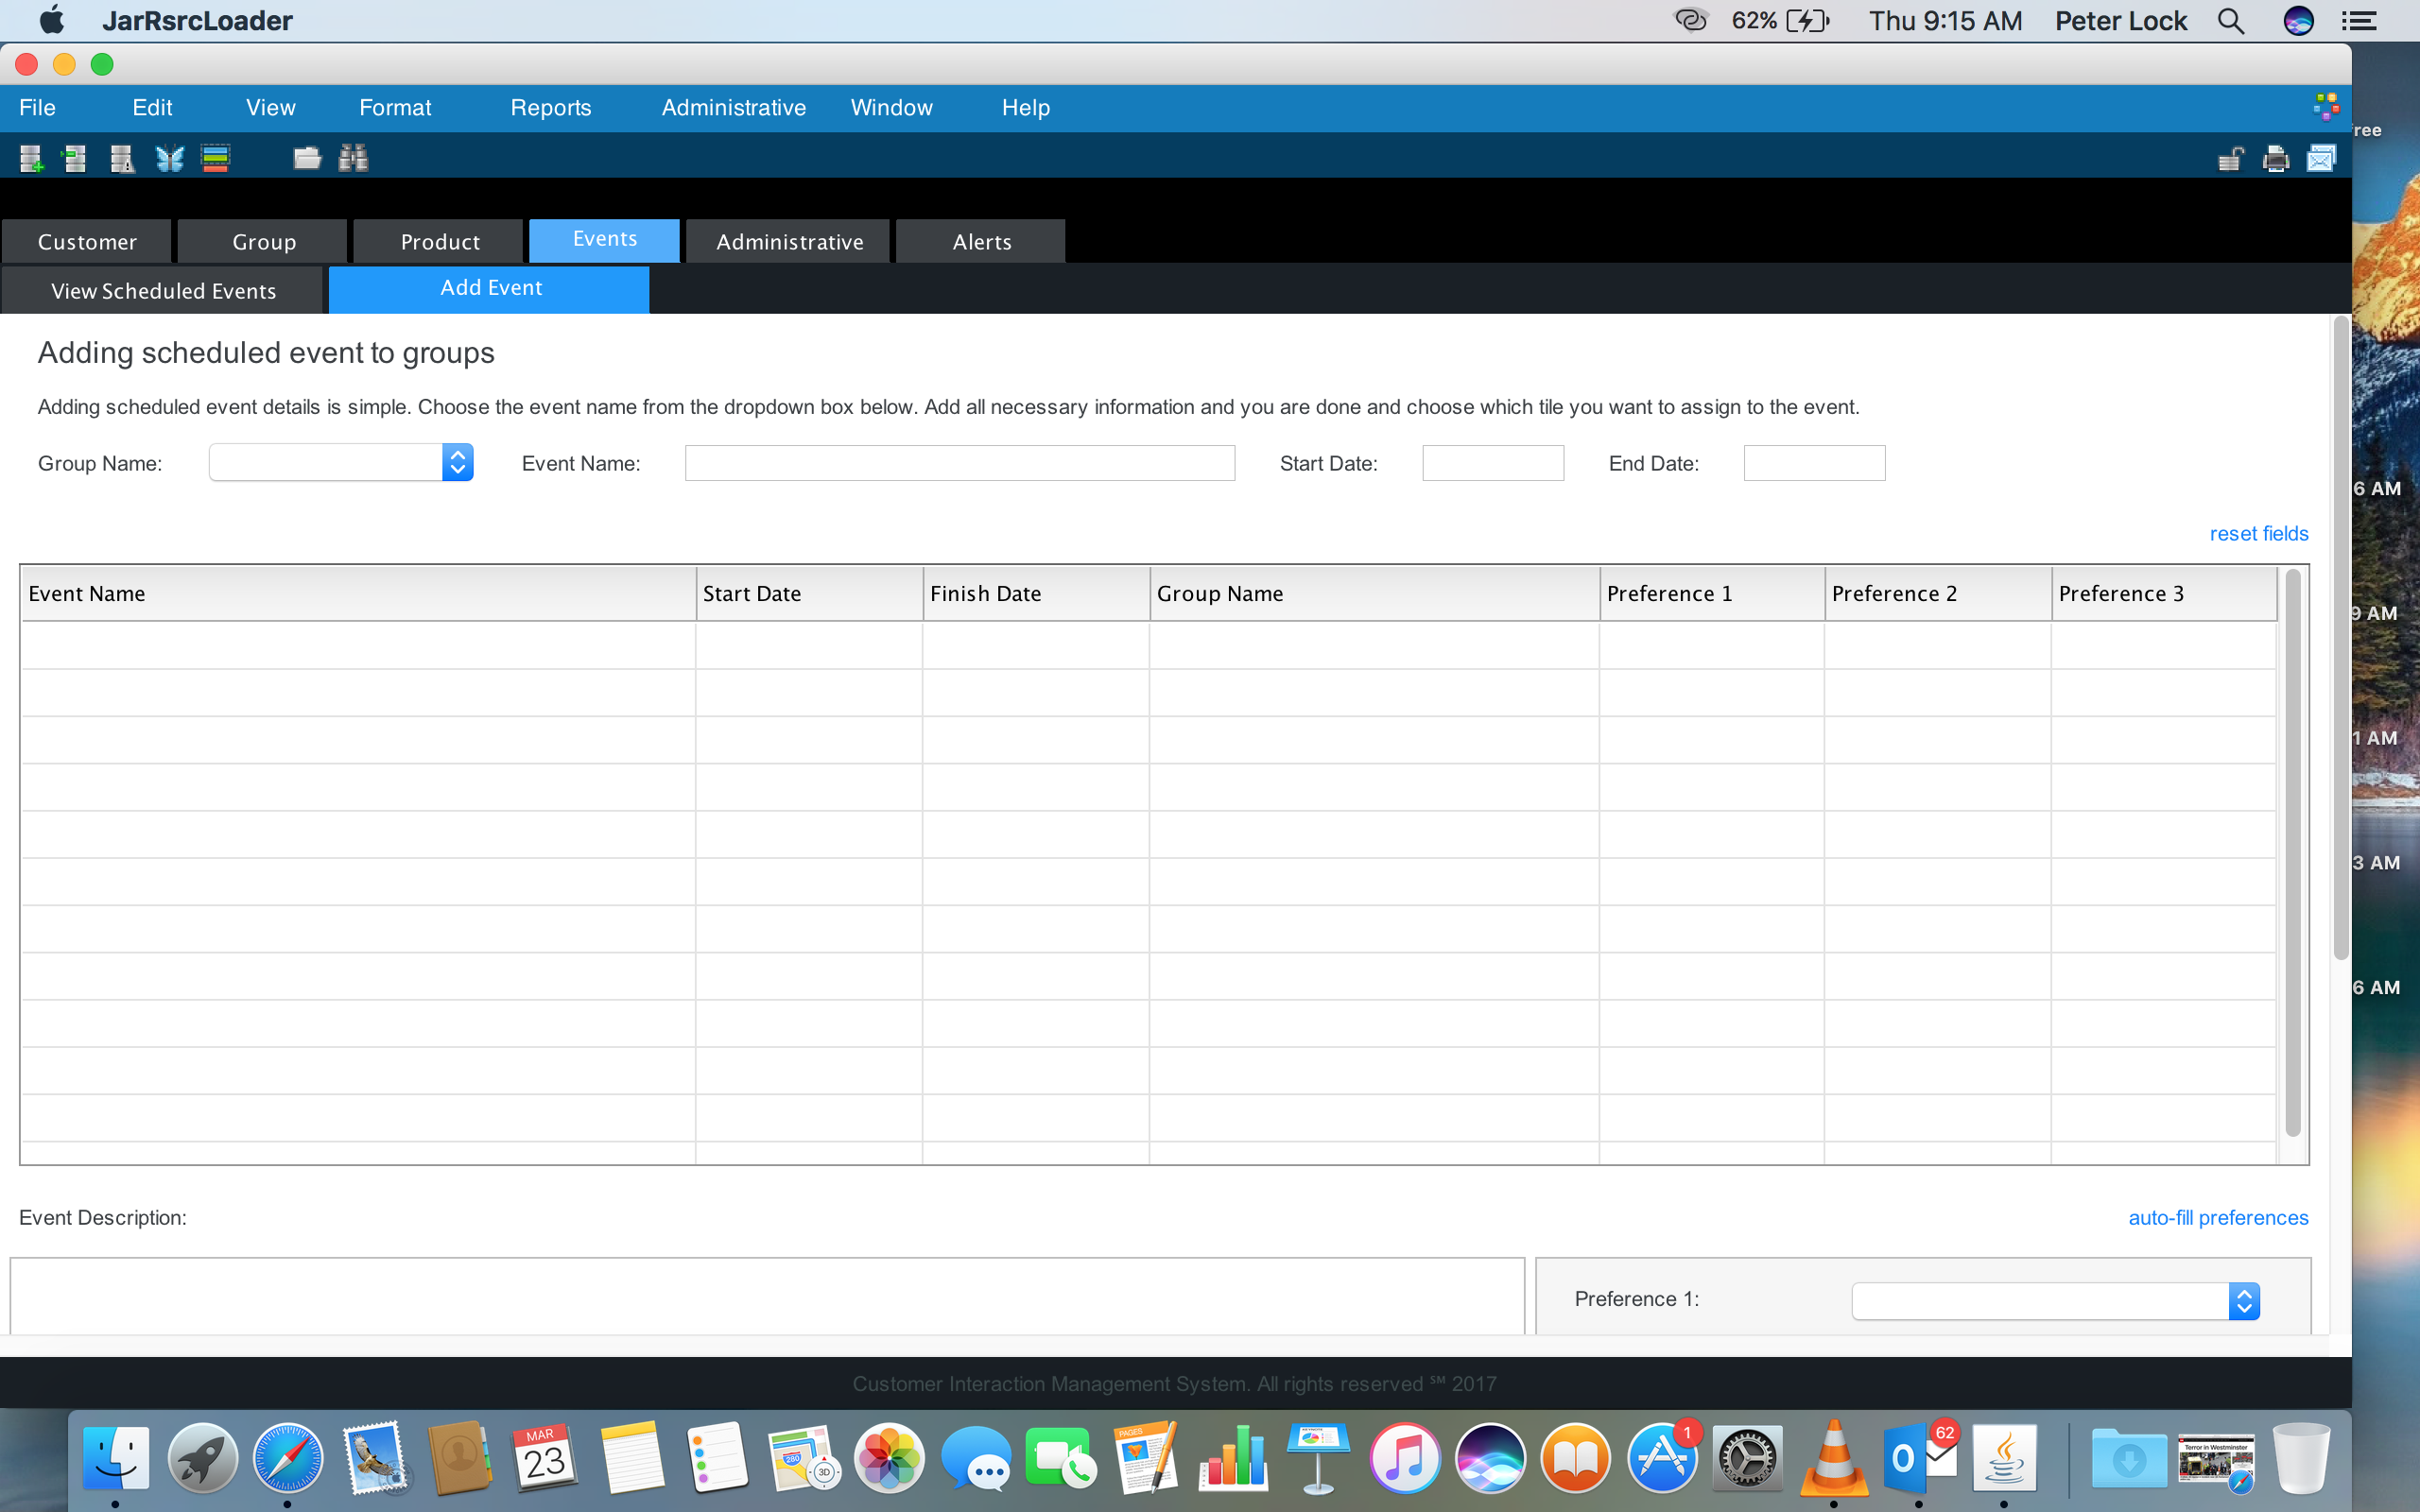 JarRsrcLoader
62%
Thu 9:15 AM
Peter Lock
File Edit View Format Reports Administrative Window Help
ree
Customer Group Product Events Administrative Alerts
View Scheduled Events Add Event
Adding scheduled event to groups
Adding scheduled event details is simple. Choose the event name from the dropdown box below. Add all necessary information and you are done and choose which tile you want to assign to the event.
Group Name: Event Name: Start Date: End Date:
6 AM
reset fields
Event Name Start Date Finish Date Group Name Preference 1 Preference 2 Preference 3
9 AM
1 AM
3 AM
6 AM
Event Description: auto-fill preferences
Preference 1:
Customer Interaction Management System. All rights reserved ℠ 2017
MAR
23
280
3D
PAGES
1
62
O
Terror in Westminster